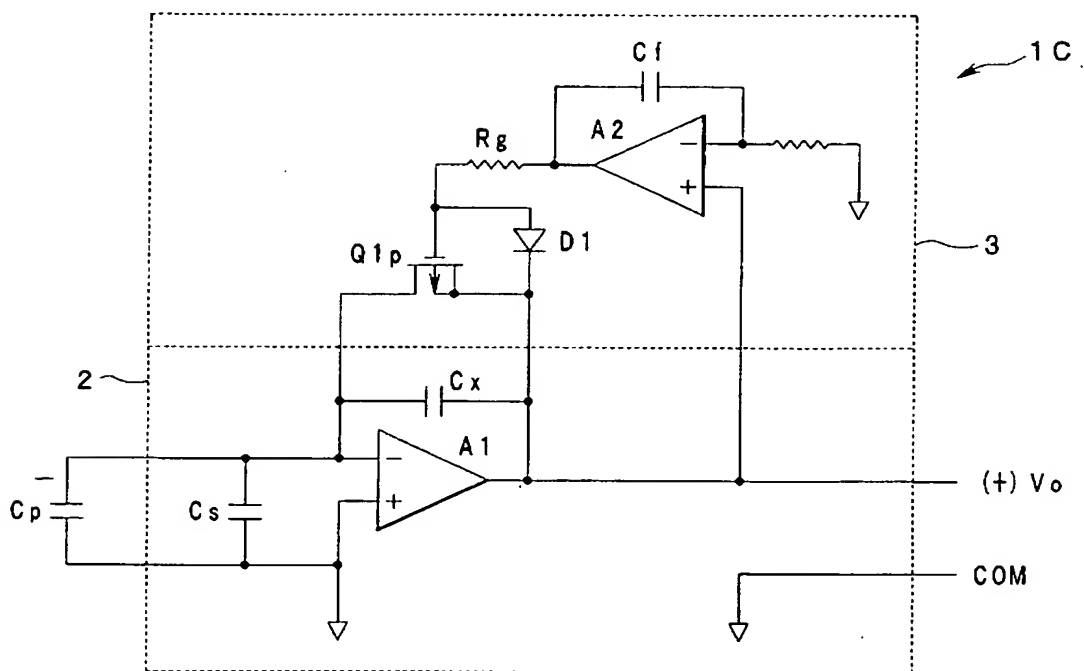 1C
Cf
A2
Rg
−
+
D1
Q1p
3
2
Cx
A1
−
−
+
Cp
Cs
(+) Vo
COM